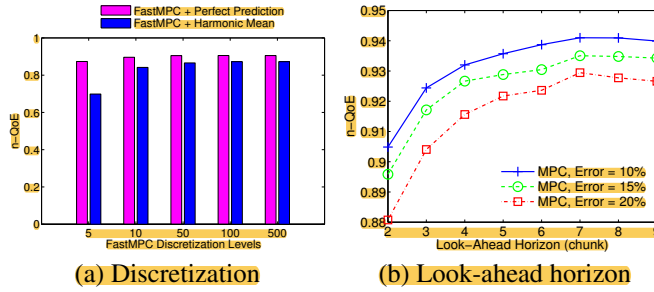 FastMPC + Perfect Prediction
FastMPC + Harmonic Mean
1
0.8
0.6
0.4
0.2
0
n-QoE
5 10 50 100 500
FastMPC Discretization Levels
(a) Discretization
0.95
0.94
0.93
0.92
0.91
0.9
0.89
0.88
n-QoE
MPC, Error = 10%
MPC, Error = 15%
MPC, Error = 20%
2 3 4 5 6 7 8 9
Look-Ahead Horizon (chunk)
(b) Look-ahead horizon